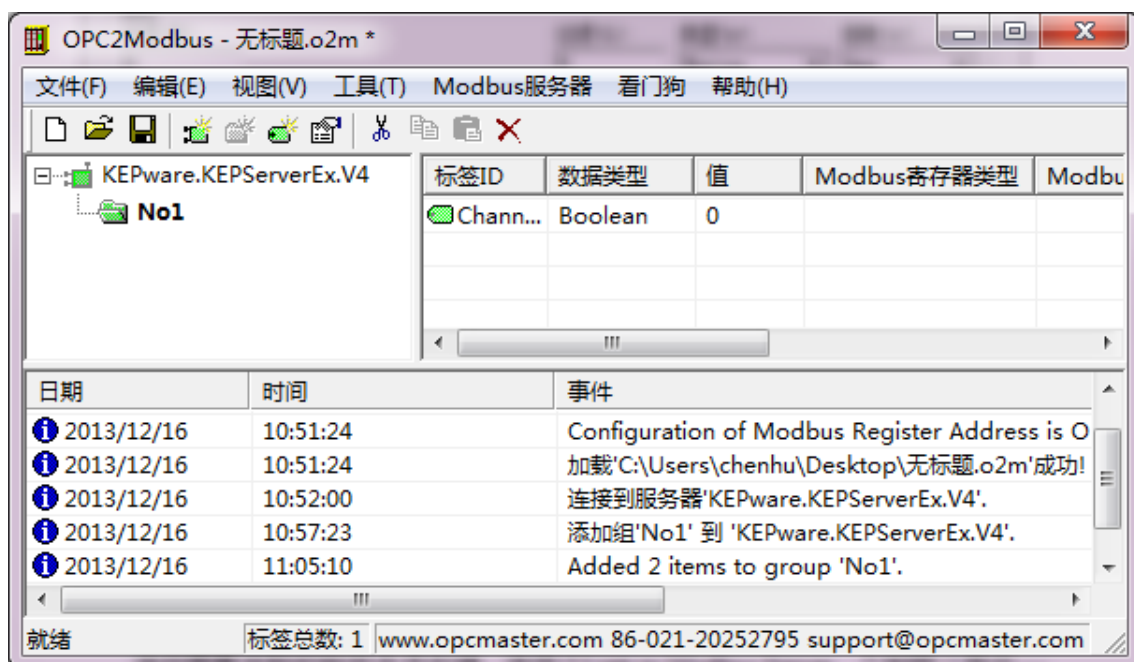 OPC2Modbus - 无标题.o2m *
文件(F) 编辑(E) 视图(V) 工具(T) Modbus服务器 看门狗 帮助(H)
KEPware.KEPServerEx.V4
No1
标签ID 数据类型 值 Modbus寄存器类型 Modbu
Chann... Boolean 0
日期 时间 事件
2013/12/16 10:51:24 Configuration of Modbus Register Address is O
2013/12/16 10:51:24 加载'C:\Users\chenhu\Desktop\无标题.o2m'成功!
2013/12/16 10:52:00 连接到服务器'KEPware.KEPServerEx.V4'.
2013/12/16 10:57:23 添加组'No1' 到 'KEPware.KEPServerEx.V4'.
2013/12/16 11:05:10 Added 2 items to group 'No1'.
就绪 标签总数: 1 www.opcmaster.com 86-021-20252795 support@opcmaster.com